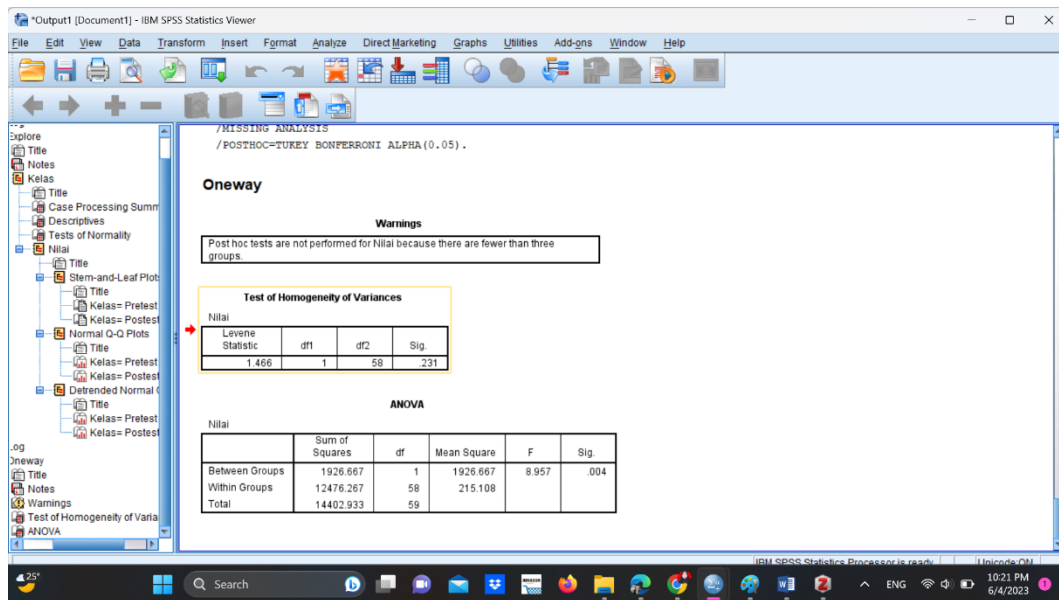 *Output1 [Document1] - IBM SPSS Statistics Viewer
File Edit View Data Transform Insert Format Analyze Direct Marketing Graphs Utilities Add-ons Window Help
Explore
Title
Notes
Kelas
Title
Case Processing Summ
Descriptives
Tests of Normality
Nilai
Title
Stem-and-Leaf Plots
Title
Kelas= Pretest
Kelas= Postest
Normal Q-Q Plots
Title
Kelas= Pretest
Kelas= Postest
Detrended Normal
Title
Kelas= Pretest
Kelas= Postest
Log
Oneway
Title
Notes
Warnings
Test of Homogeneity of Varia
ANOVA
/MISSING ANALYSIS
/POSTHOC=TUKEY BONFERRONI ALPHA(0.05).
Oneway
Warnings
Post hoc tests are not performed for Nilai because there are fewer than three
groups.
Test of Homogeneity of Variances
Nilai
Levene
Statistic df1 df2 Sig.
1.466 1 58 .231
ANOVA
Nilai
Sum of
Squares df Mean Square F Sig.
Between Groups 1926.667 1 1926.667 8.957 .004
Within Groups 12476.267 58 215.108
Total 14402.933 59
IBM SPSS Statistics Processor is ready Unicode:ON
25°
Search
ENG
10:21 PM
6/4/2023
1